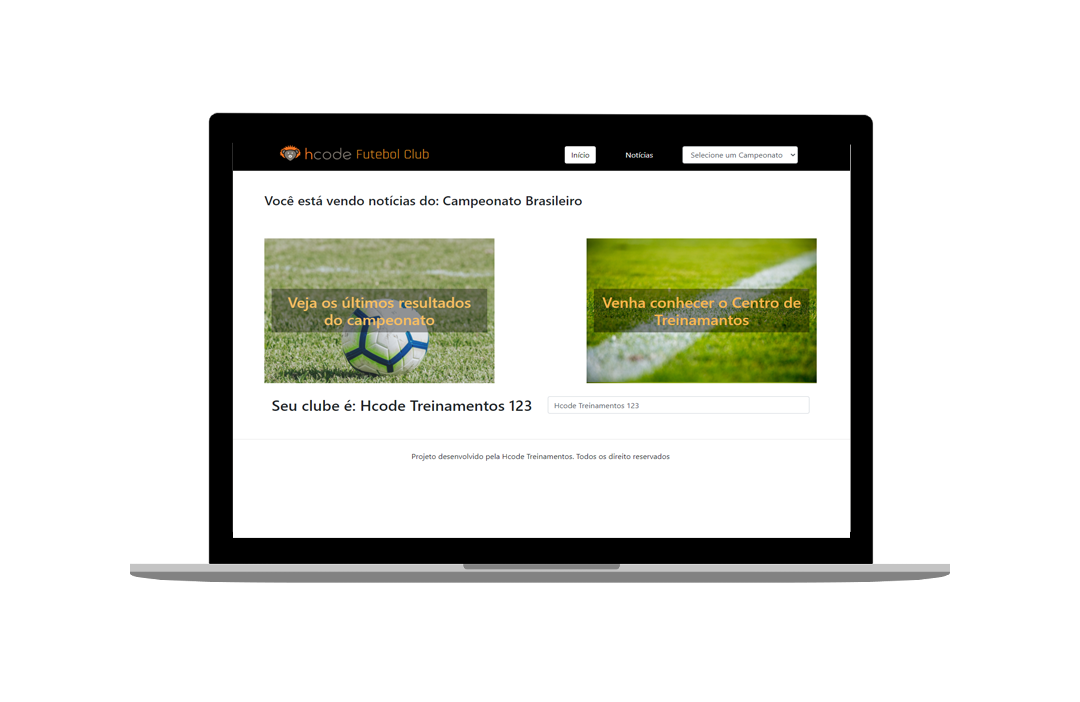 hcode Futebol Club
Início
Notícias
Selecione um Campeonato
Você está vendo notícias do: Campeonato Brasileiro
Veja os últimos resultados
do campeonato
Venha conhecer o Centro de
Treinamantos
Seu clube é: Hcode Treinamentos 123
Hcode Treinamentos 123
Projeto desenvolvido pela Hcode Treinamentos. Todos os direito reservados